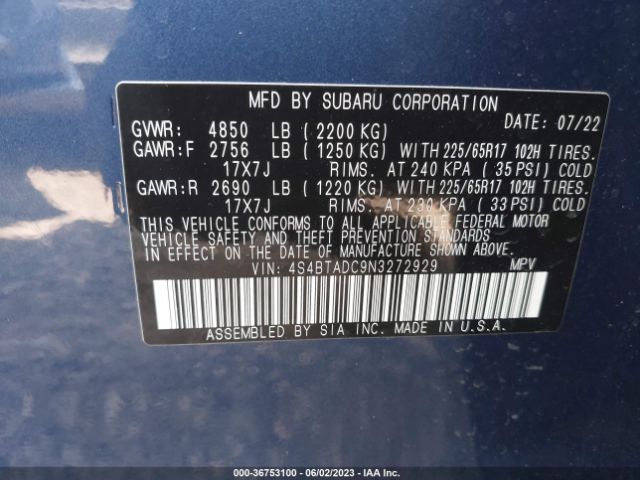 MFD BY SUBARU CORPORATION
DATE: 07/22
GVWR: 4850 LB ( 2200 KG)
GAWR:F 2756 LB ( 1250 KG) WITH 225/65R17 102H TIRES.
17X7J RIMS. AT 240 KPA ( 35 PSI) COLD
GAWR:R 2690 LB ( 1220 KG) WITH 225/65R17 102H TIRES.
17X7J RIMS. AT 230 KPA ( 33 PSI) COLD
THIS VEHICLE CONFORMS TO ALL APPLICABLE FEDERAL MOTOR
VEHICLE SAFETY AND THEFT PREVENTION STANDARDS
IN EFFECT ON THE DATE OF MANUFACTURE SHOWN ABOVE.
VIN: 4S4BTADC9N3272929 MPV
ASSEMBLED BY SIA INC. MADE IN U.S.A.
000-36753100 - 06/02/2023 - IAA Inc.